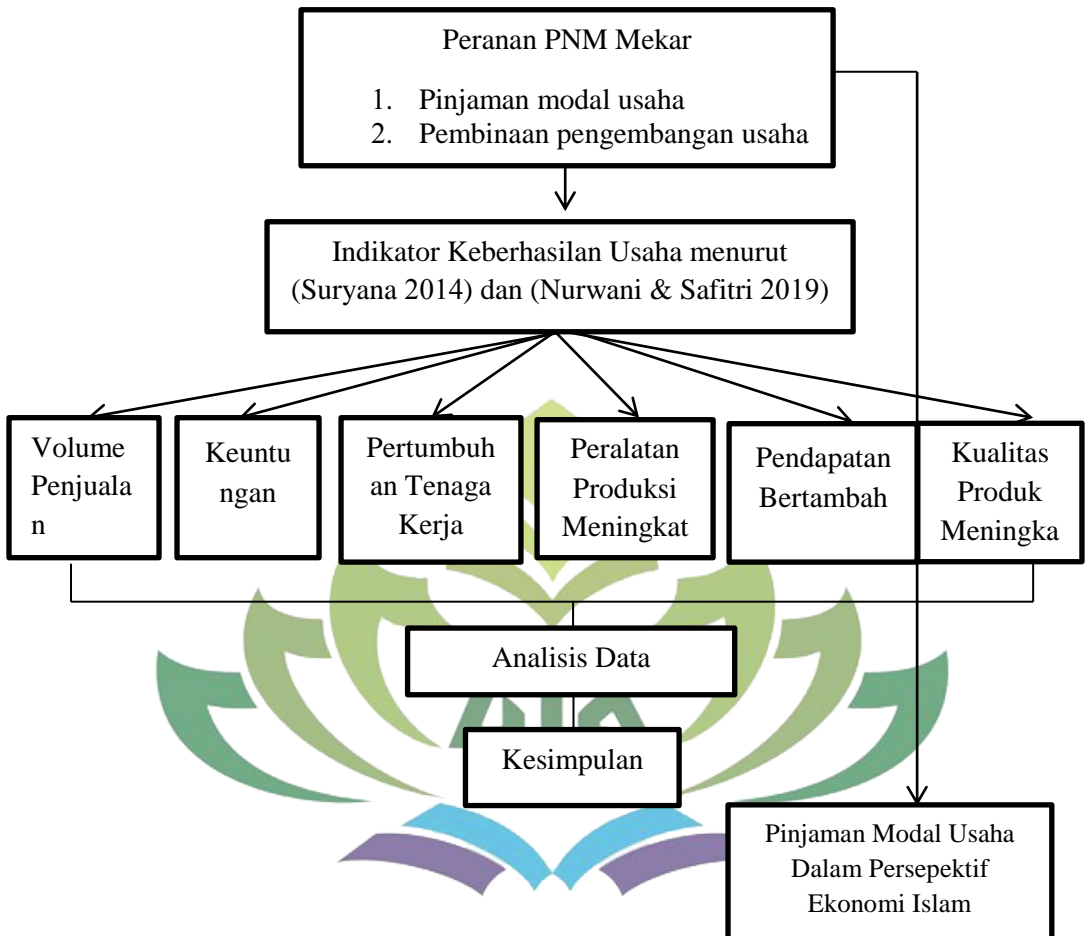 Peranan PNM Mekar
1. Pinjaman modal usaha
2. Pembinaan pengembangan usaha
Indikator Keberhasilan Usaha menurut
(Suryana 2014) dan (Nurwani & Safitri 2019)
Volume
Penjuala
n
Keuntu
ngan
Pertumbuh
an Tenaga
Kerja
Peralatan
Produksi
Meningkat
Pendapatan
Bertambah
Kualitas
Produk
Meningka
Analisis Data
Kesimpulan
Pinjaman Modal Usaha
Dalam Persepektif
Ekonomi Islam